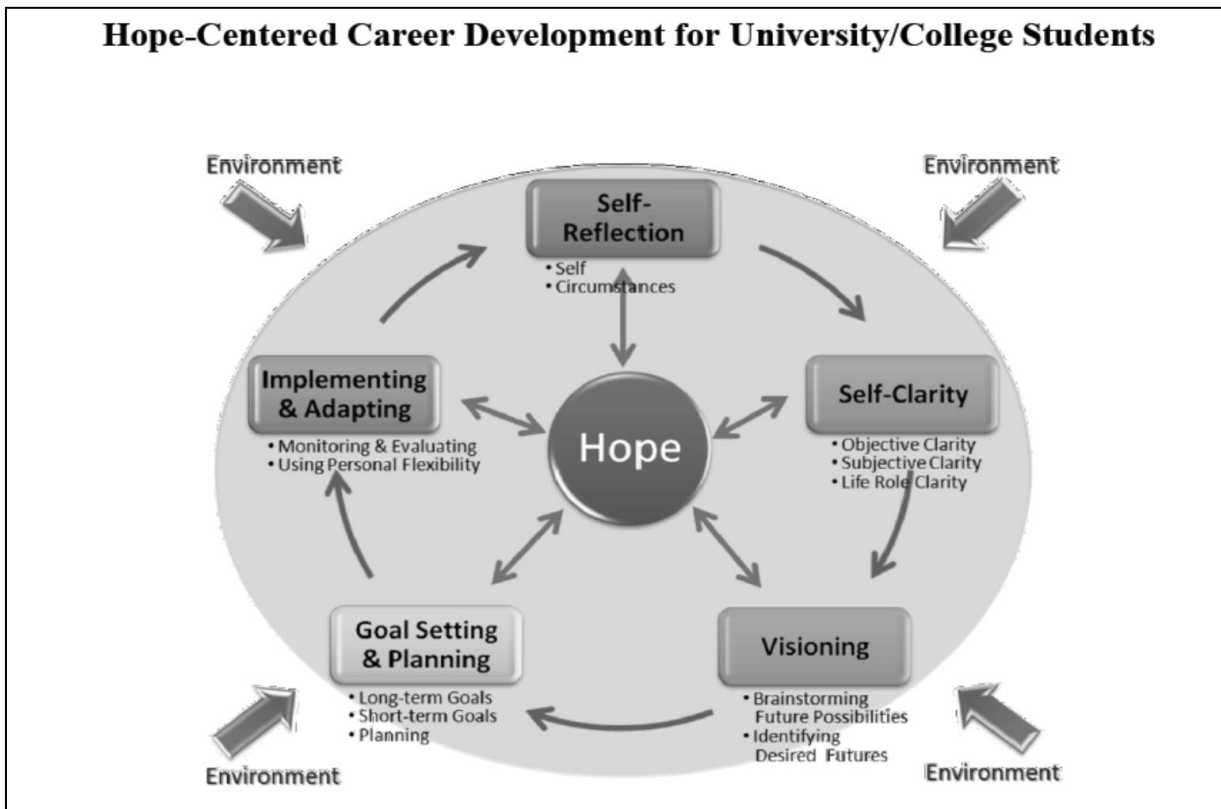 Hope-Centered Career Development for University/College Students
Environment
Environment
Self-
Reflection
• Self
• Circumstances
Implementing
& Adapting
• Monitoring & Evaluating
• Using Personal Flexibility
Hope
Self-Clarity
• Objective Clarity
• Subjective Clarity
• Life Role Clarity
Goal Setting
& Planning
• Long-term Goals
• Short-term Goals
• Planning
Visioning
• Brainstorming
Future Possibilities
• Identifying
Desired Futures
Environment
Environment